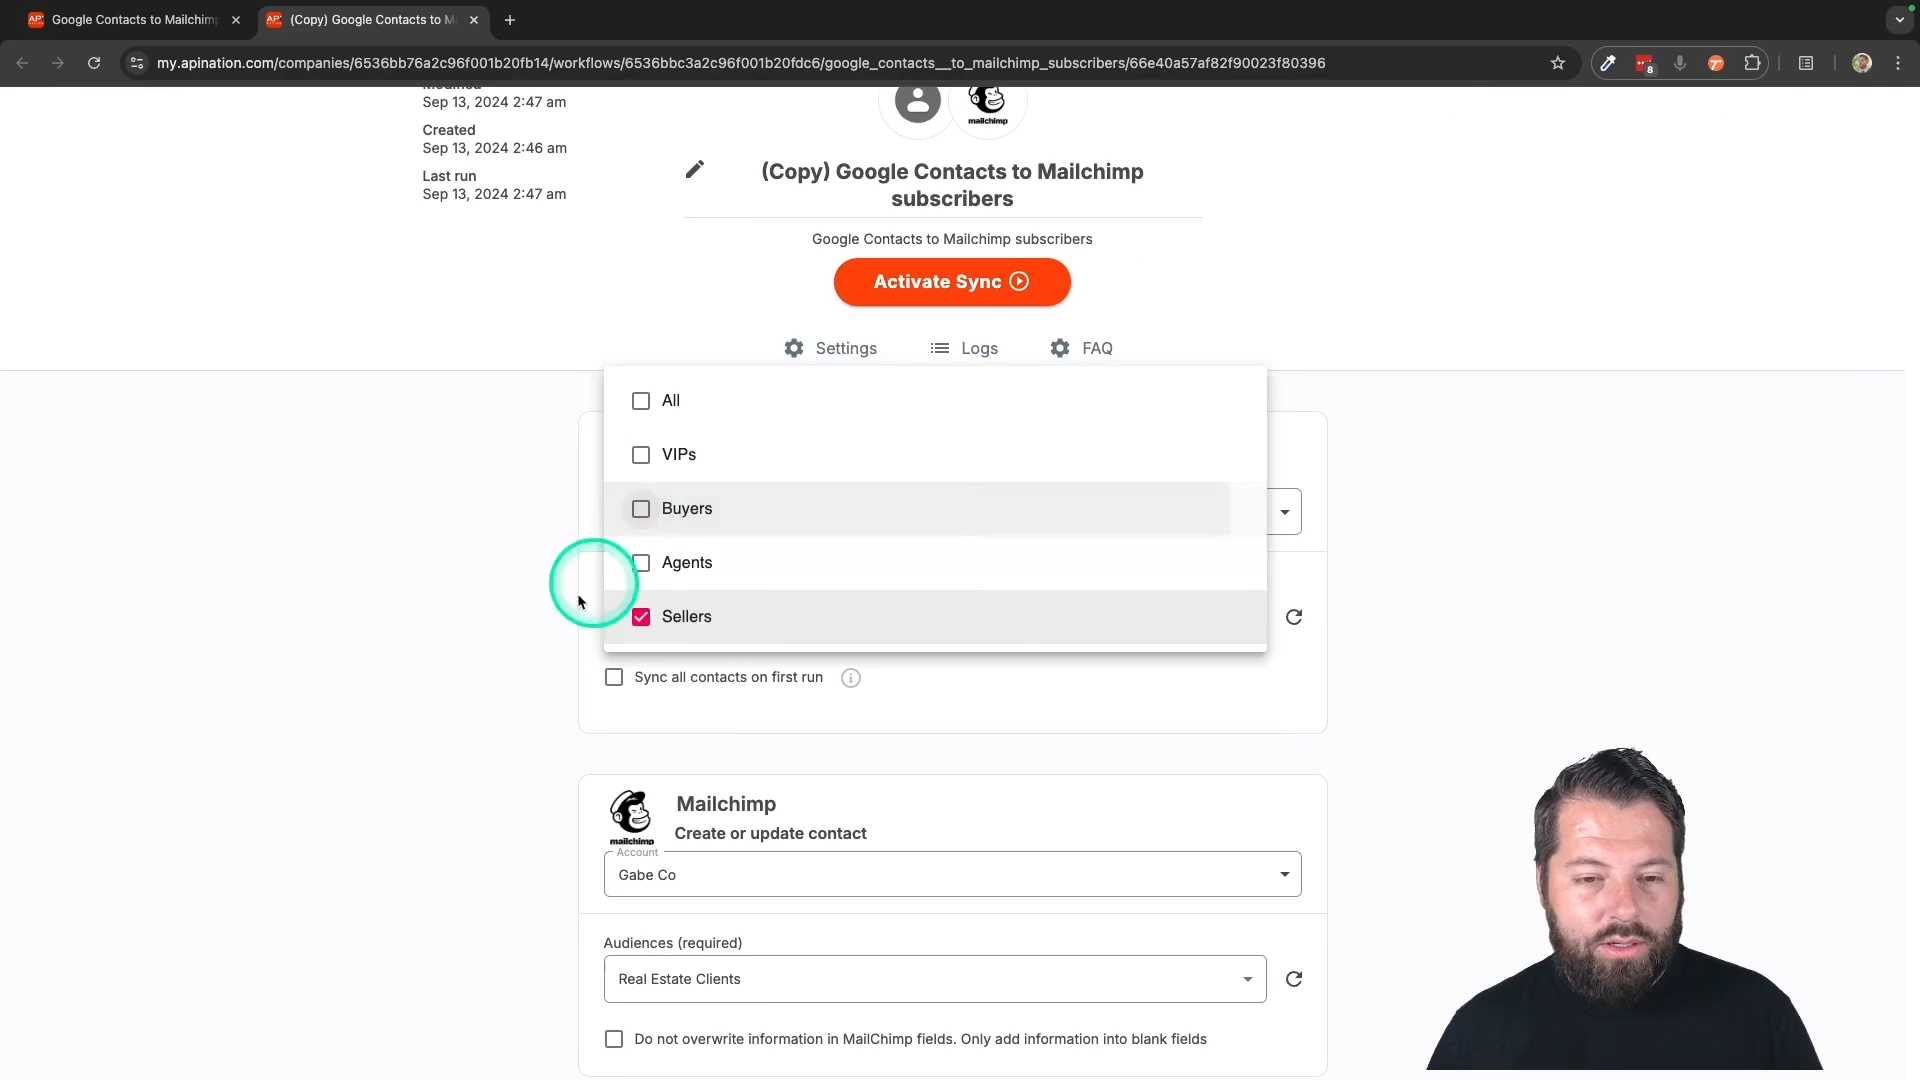 Google Contacts to Mailchimp
(Copy) Google Contacts to M
my.apination.com/companies/6536bb76a2c96f001b20fb14/workflows/6536bbc3a2c96f001b20fdc6/google_contacts__to_mailchimp_subscribers/66e40a57af82f90023f80396
8
Modified
Sep 13, 2024 2:47 am
Created
Sep 13, 2024 2:46 am
Last run
Sep 13, 2024 2:47 am
mailchimp
(Copy) Google Contacts to Mailchimp
subscribers
Google Contacts to Mailchimp subscribers
Activate Sync
Settings
Logs
FAQ
All
VIPs
Buyers
Agents
Sellers
Sync all contacts on first run
mailchimp
Mailchimp
Create or update contact
Account
Gabe Co
Audiences (required)
Real Estate Clients
Do not overwrite information in MailChimp fields. Only add information into blank fields